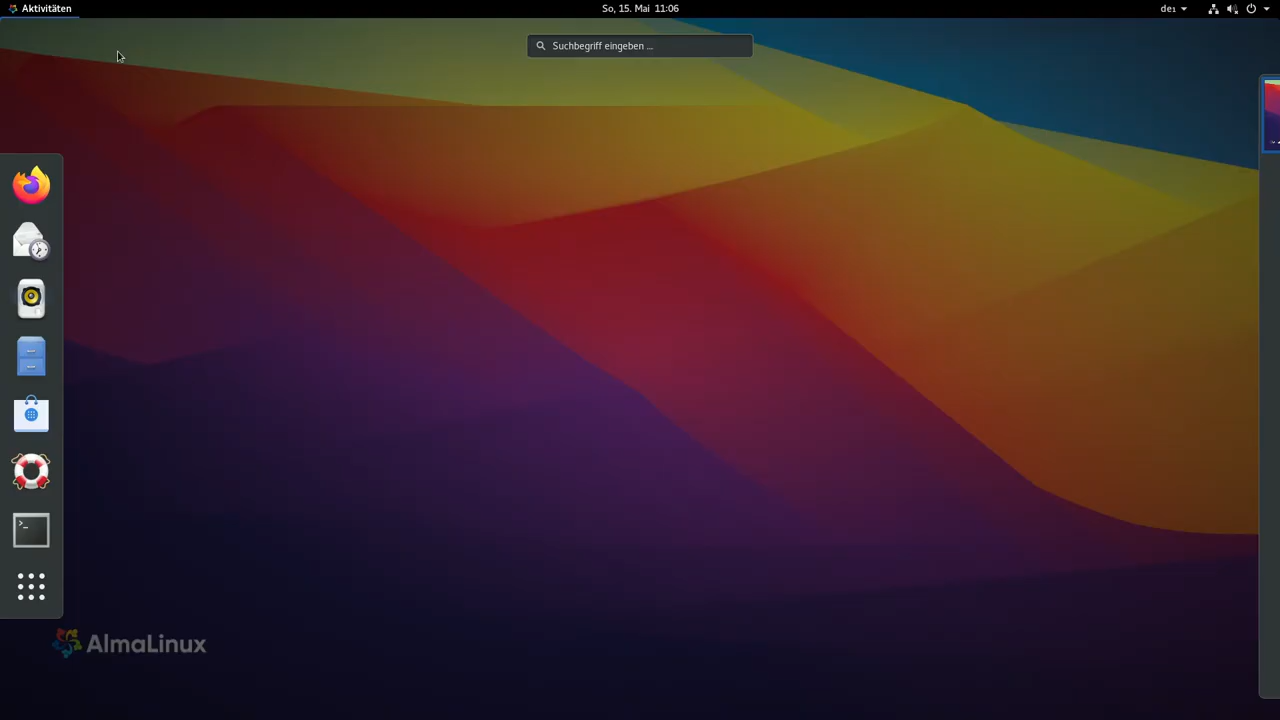 Aktivitäten
So, 15. Mai 11:06
de₁
Suchbegriff eingeben ...
>_
AlmaLinux